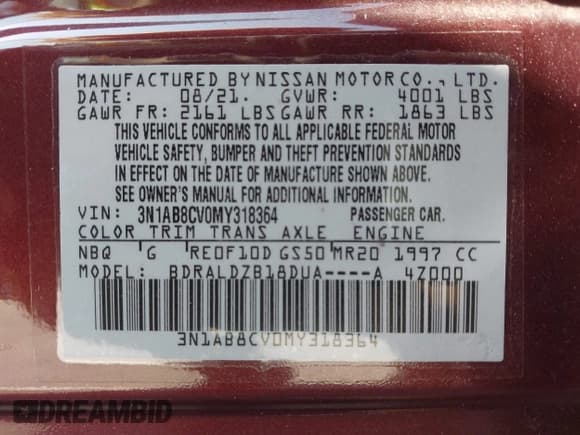 MANUFACTURED BY NISSAN MOTOR CO., LTD.
DATE: 08/21. GVWR: 4001 LBS
GAWR FR: 2161 LBS GAWR RR: 1863 LBS
THIS VEHICLE CONFORMS TO ALL APPLICABLE FEDERAL MOTOR
VEHICLE SAFETY, BUMPER AND THEFT PREVENTION STANDARDS
IN EFFECT ON THE DATE OF MANUFACTURE SHOWN ABOVE.
SEE OWNER'S MANUAL FOR ADDITIONAL INFORMATION.
VIN: 3N1AB8CV0MY318364 PASSENGER CAR.
COLOR TRIM TRANS AXLE ENGINE
NBQ G RE0F10D GS50 MR20 1997 CC
MODEL: BDRALDZB18DUA----A 4Z000
3N1AB8CV0MY318364
DREAMBID